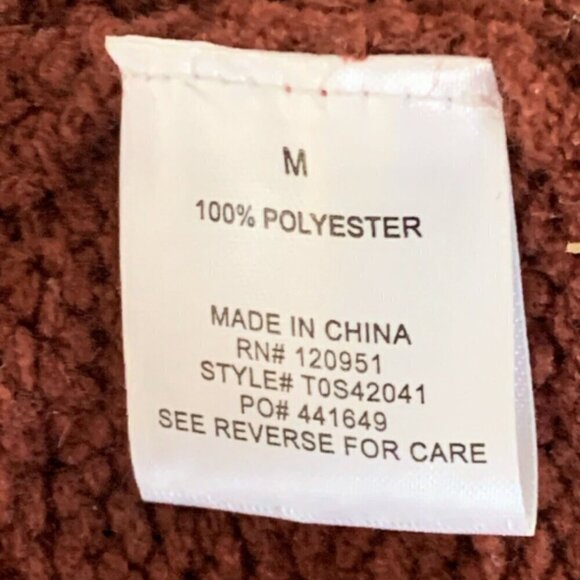 M
100% POLYESTER
MADE IN CHINA
RN# 120951
STYLE# T0S42041
PO# 441649
SEE REVERSE FOR CARE